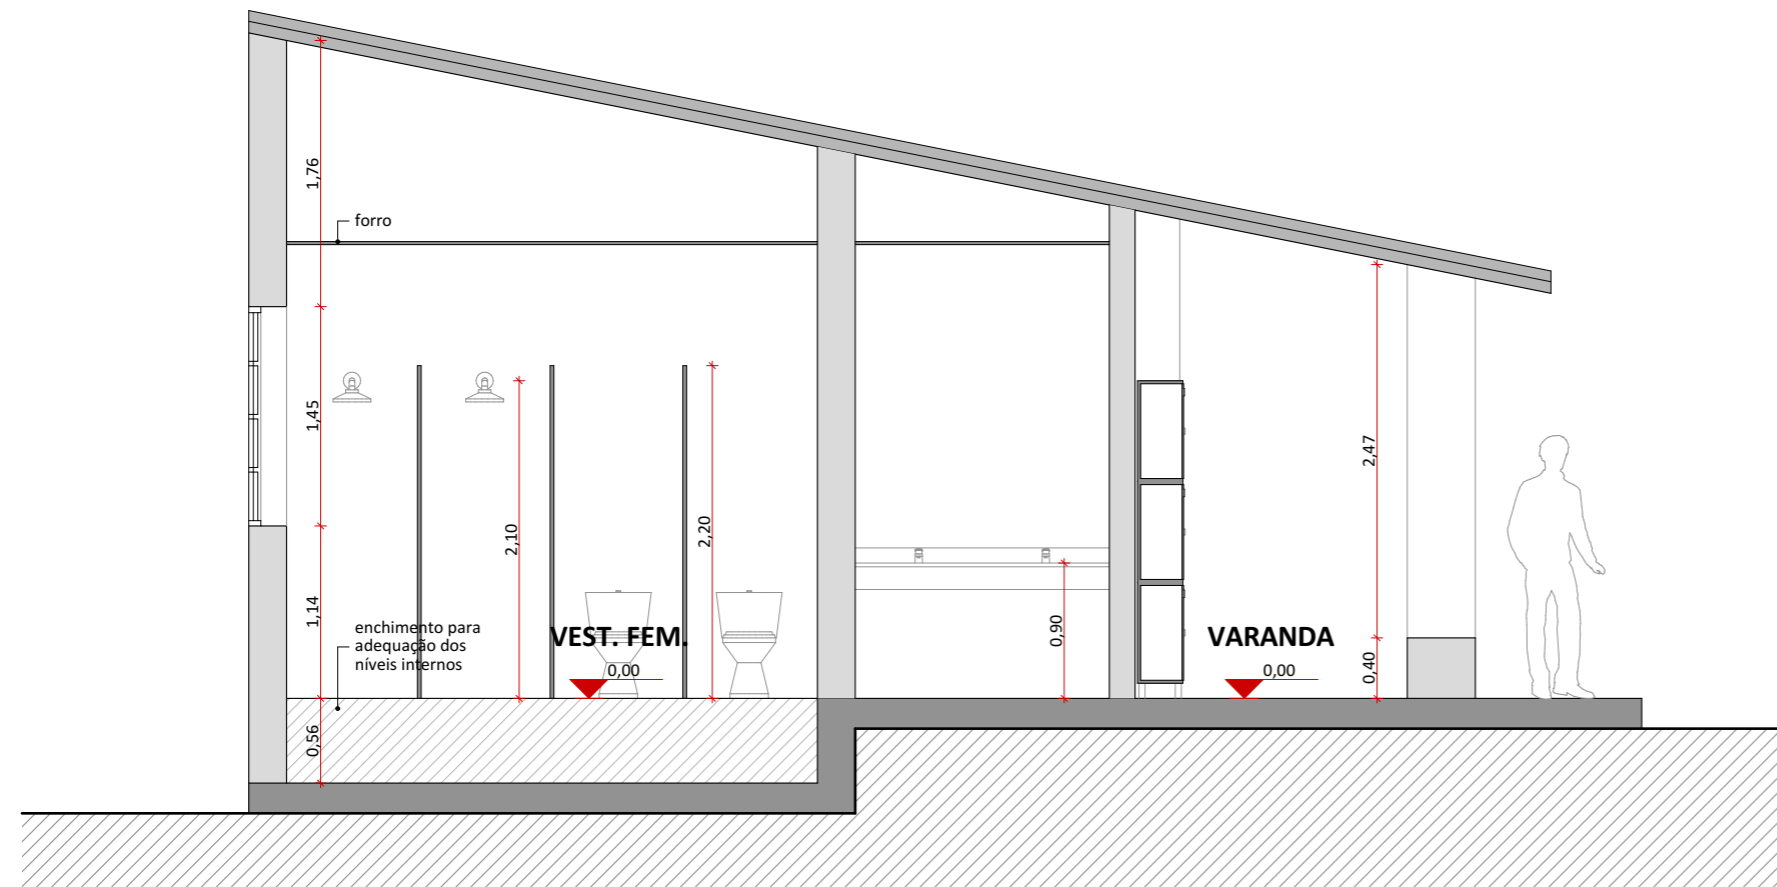 1,76
forro
1,45
2,47
2,10
2,20
1,14
enchimento para
adequação dos
níveis internos
VEST. FEM.
0,00
0,90
VARANDA
0,00
0,40
0,56